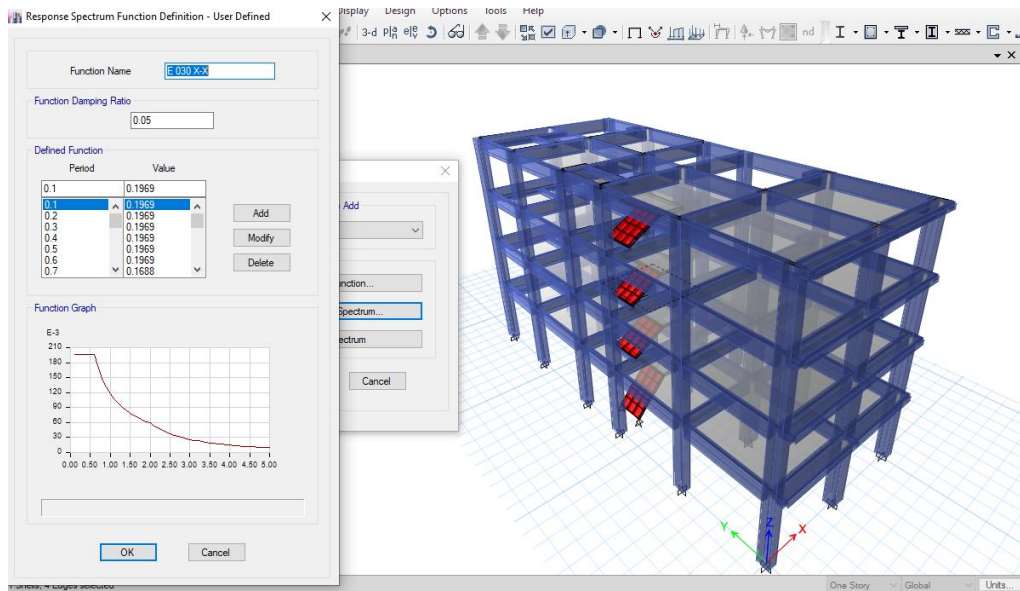 Response Spectrum Function Definition - User Defined
Display Design Options Tools Help
3-d
nd
Function Name
E 030 X-X
Function Damping Ratio
0.05
Defined Function
Period Value
0.1 0.1969
0.1 0.1969
0.2 0.1969
0.3 0.1969
0.4 0.1969
0.5 0.1969
0.6 0.1969
0.7 0.1688
Add
Modify
Delete
Function Graph
E-3
210
180
150
120
90
60
30
0
0.00 0.50 1.00 1.50 2.00 2.50 3.00 3.50 4.00 4.50 5.00
OK Cancel
Add
Spectrum...
Cancel
Y Z X
4 Edges selected
One Story Global Units...